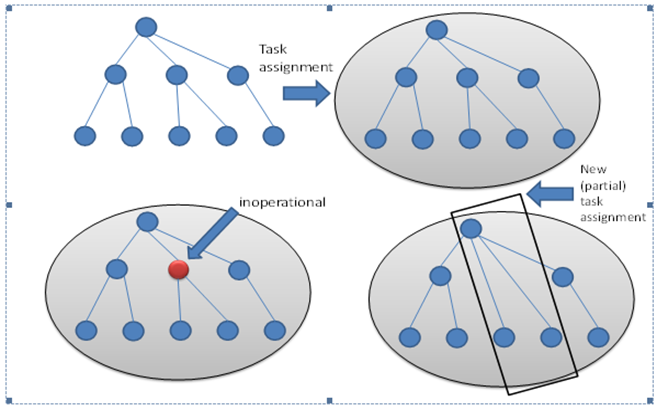 Task
assignment
New
(partial)
task
assignment
inoperational